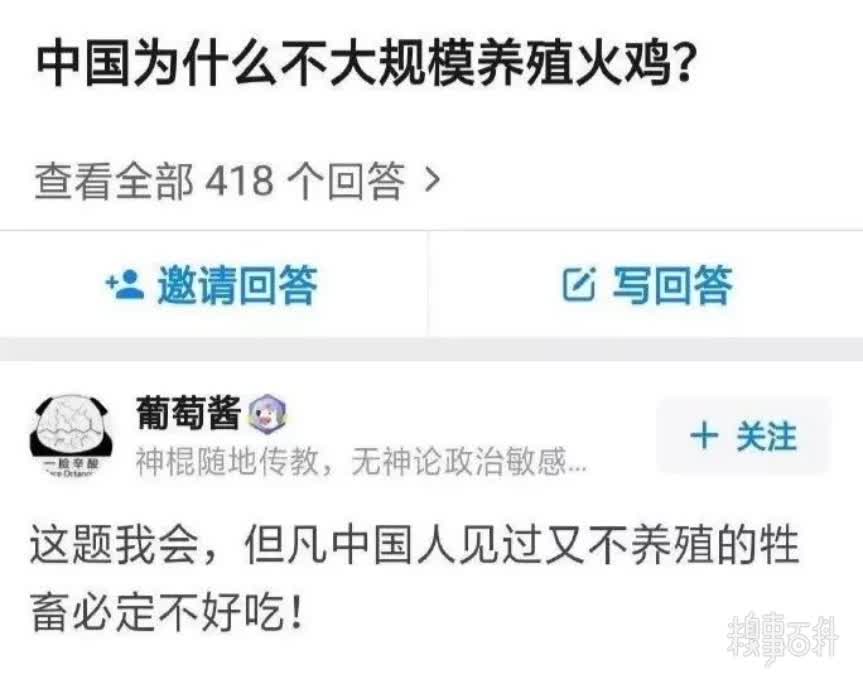 中国为什么不大规模养殖火鸡?
查看全部 418 个回答 >
邀请回答
写回答
葡萄酱
关注
神棍随地传教，无神论政治敏感...
一脸辛酸
这题我会，但凡中国人见过又不养殖的牲
畜必定不好吃！
糗事百科